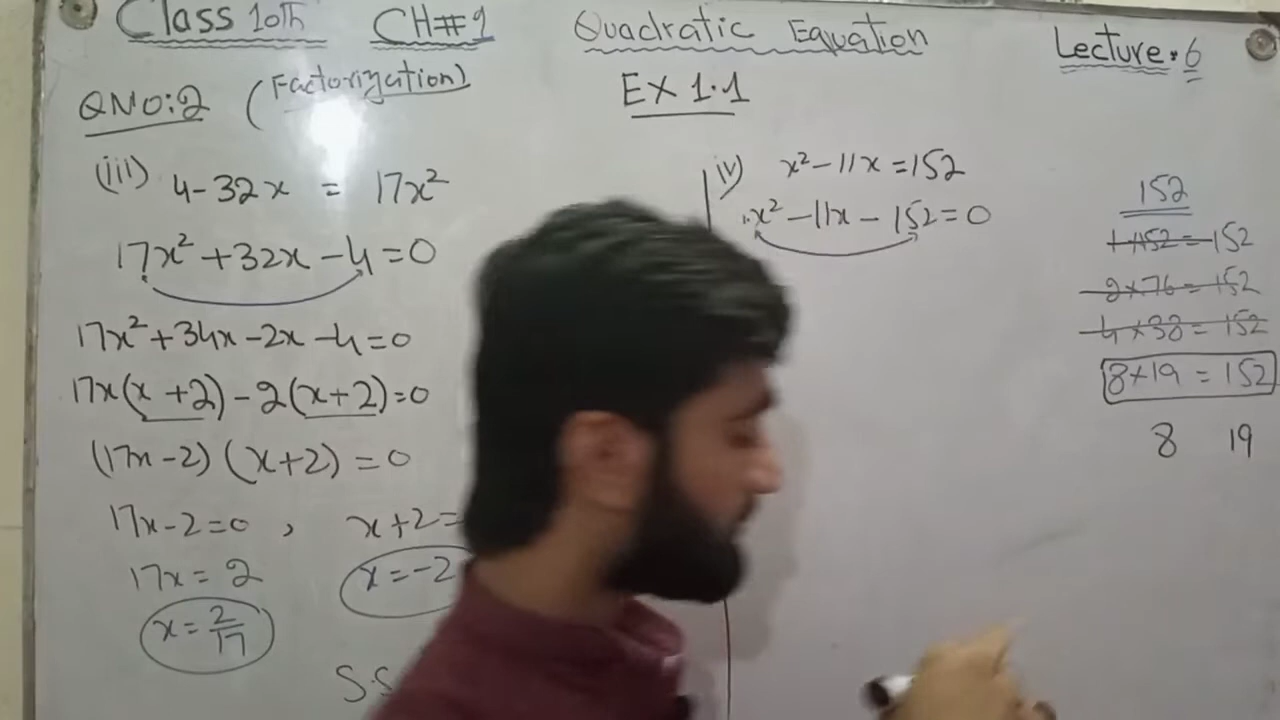 Class 10TH CH#1 Quadratic Equation Lecture.6
QNO:2 (Factorization) EX 1.1
(iii) 4-32x = 17x²
17x² +32x -4=0
17x²+34x-2x-4=0
17x(x+2)-2(x+2)=0
(17x-2) (x+2) = 0
17x-2=0 , x+2=
17x = 2
x=-2
x = 2/17
S.S
iv) x²-11x =152
1.x² -11x - 152=0
152
1×152 = 152
2×76 = 152
4×38 = 152
8×19 = 152
8 19